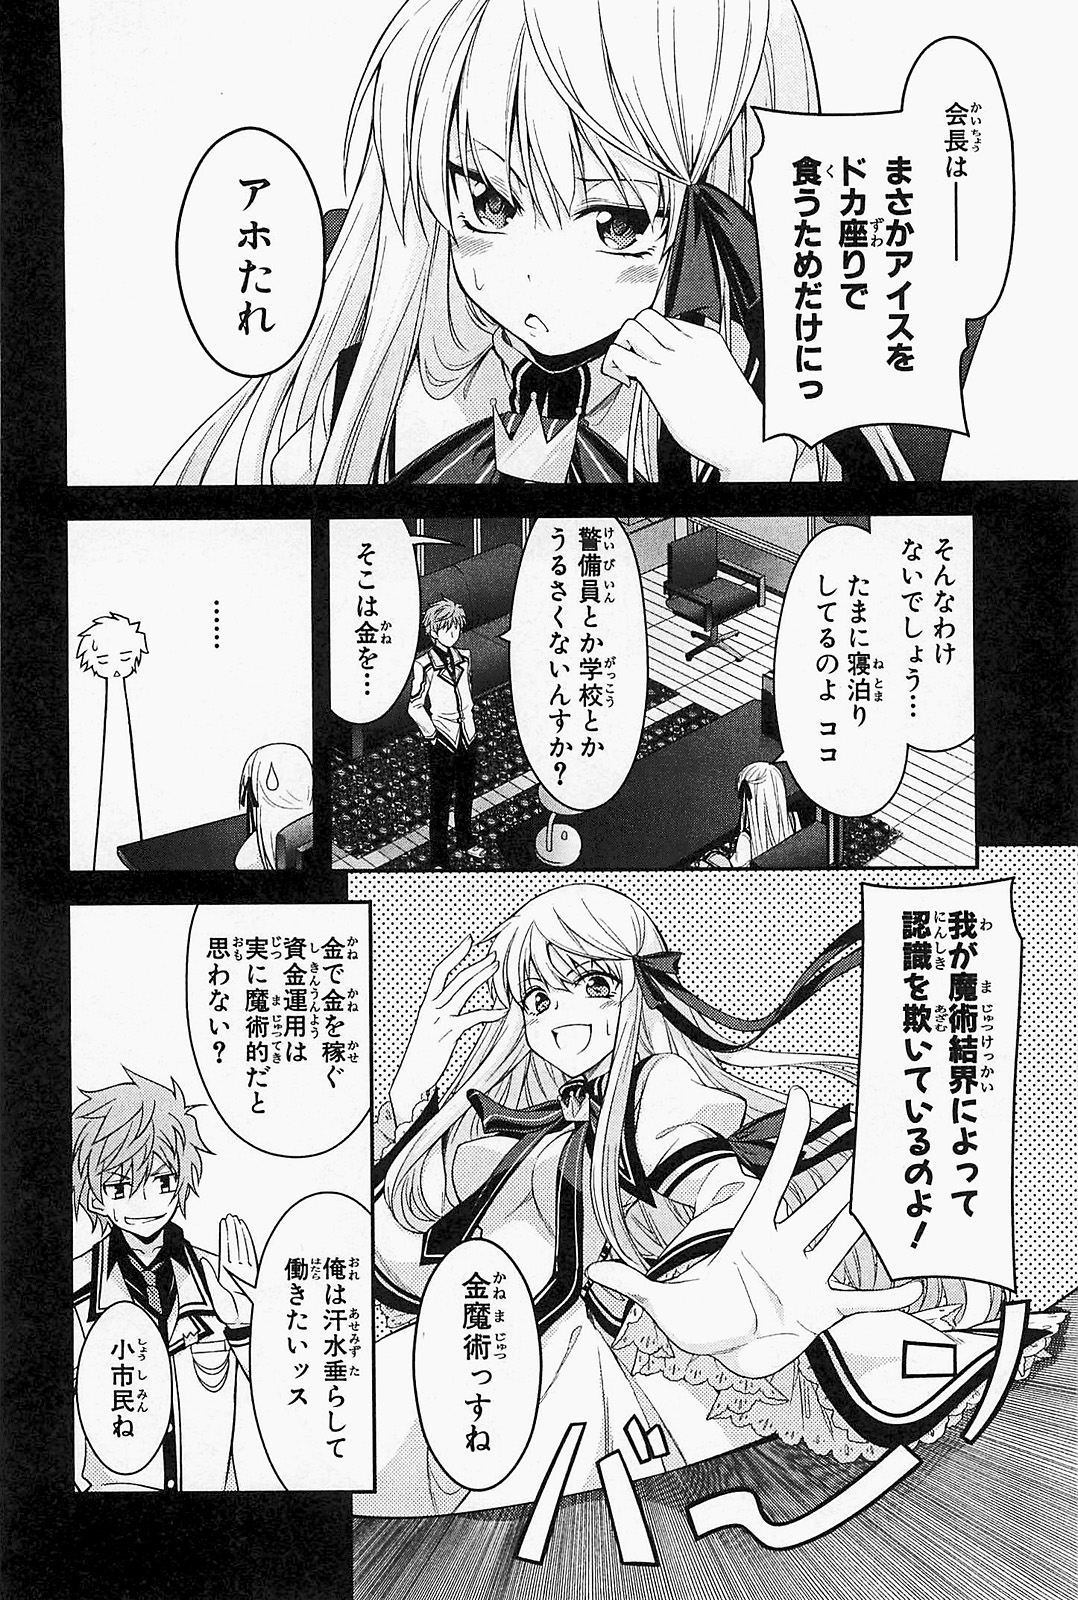 会長は――
まさかアイスを
ドカ座りで
食うためだけにっ
アホたれ
そんなわけ
ないでしょう…
たまに寝泊り
してるのよ ココ
警備員とか学校とか
うるさくないんすか?
そこは金を…
……
我が魔術結界によって
認識を欺いているのよ!
バーン
金魔術っすね
金で金を稼ぐ
資金運用は
実に魔術的だと
思わない?
俺は汗水垂らして
働きたいッス
小市民ね